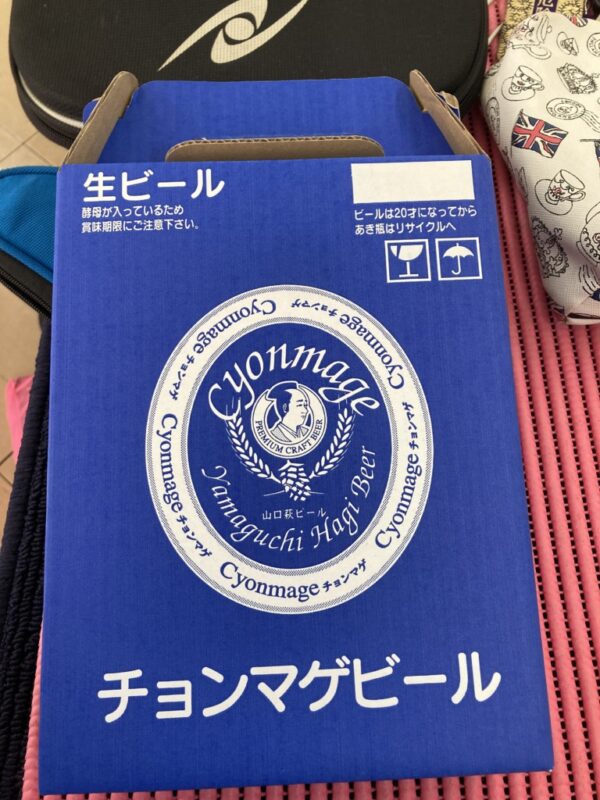 生ビール
酵母が入っているため
賞味期限にご注意下さい。
ビールは20才になってから
あき瓶はリサイクルへ
Cyonmage チョンマゲ
Cyonmage チョンマゲ
Cyonmage チョンマゲ
Cyonmage チョンマゲ
Cyonmage チョンマゲ
Cyonmage
PREMIUM CRAFT BEER
山口萩ビール
Yamaguchi Hagi Beer
チョンマゲビール